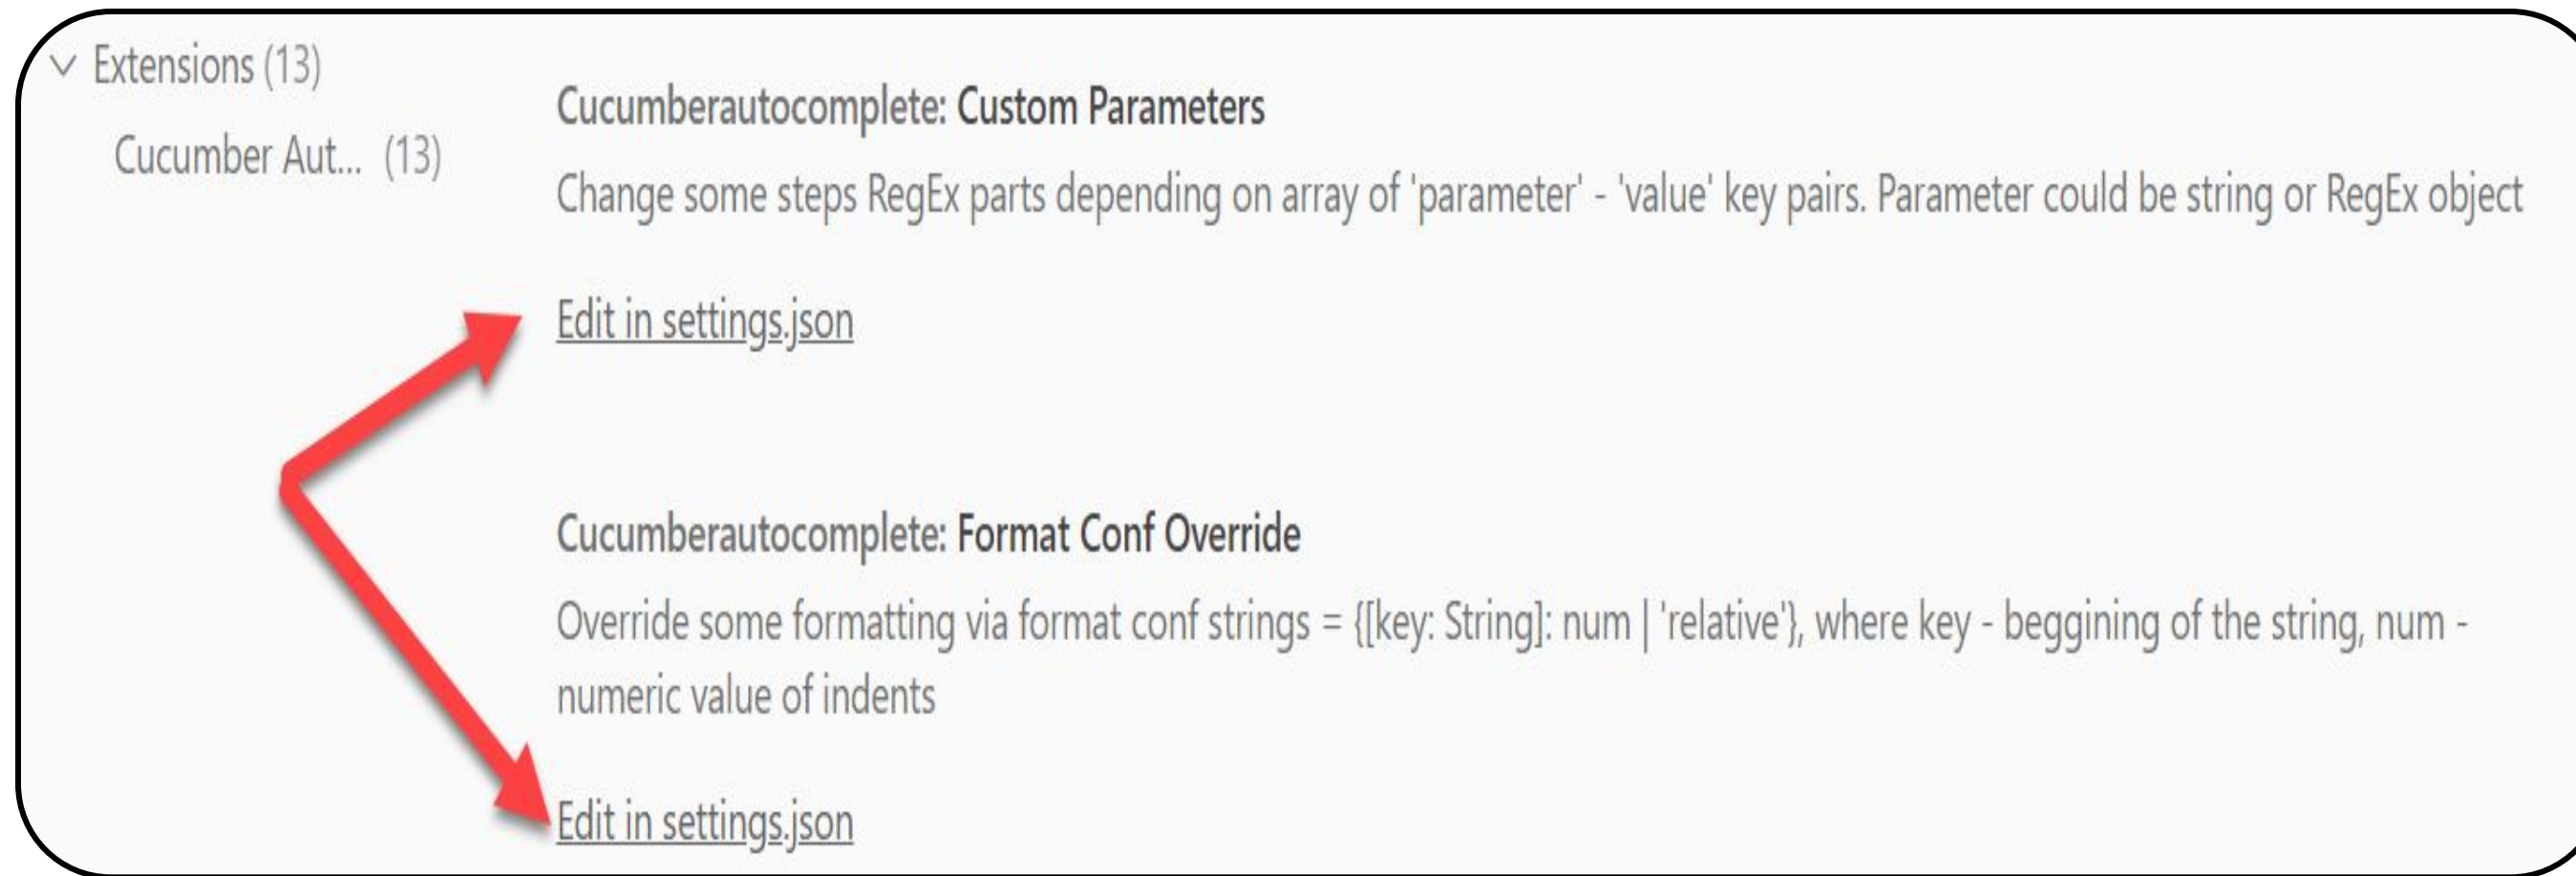 Extensions (13)
Cucumber Aut... (13)
Cucumberautocomplete: Custom Parameters
Change some steps RegEx parts depending on array of 'parameter' - 'value' key pairs. Parameter could be string or RegEx object
Edit in settings.json
Cucumberautocomplete: Format Conf Override
Override some formatting via format conf strings = {[key: String]: num | 'relative'}, where key - beggining of the string, num -
numeric value of indents
Edit in settings.json